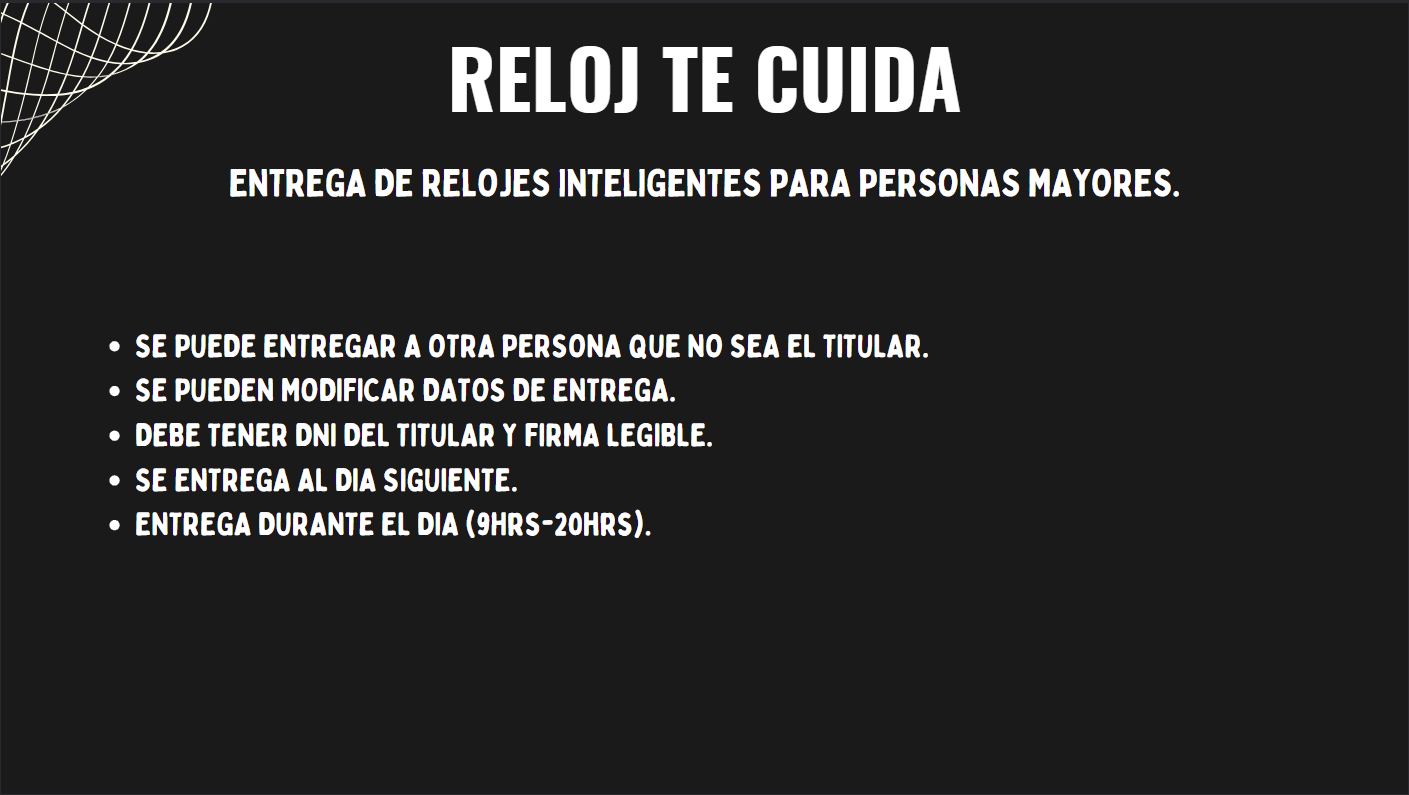 RELOJ TE CUIDA
ENTREGA DE RELOJES INTELIGENTES PARA PERSONAS MAYORES.
• SE PUEDE ENTREGAR A OTRA PERSONA QUE NO SEA EL TITULAR.
• SE PUEDEN MODIFICAR DATOS DE ENTREGA.
• DEBE TENER DNI DEL TITULAR Y FIRMA LEGIBLE.
• SE ENTREGA AL DIA SIGUIENTE.
• ENTREGA DURANTE EL DIA (9HRS-20HRS).